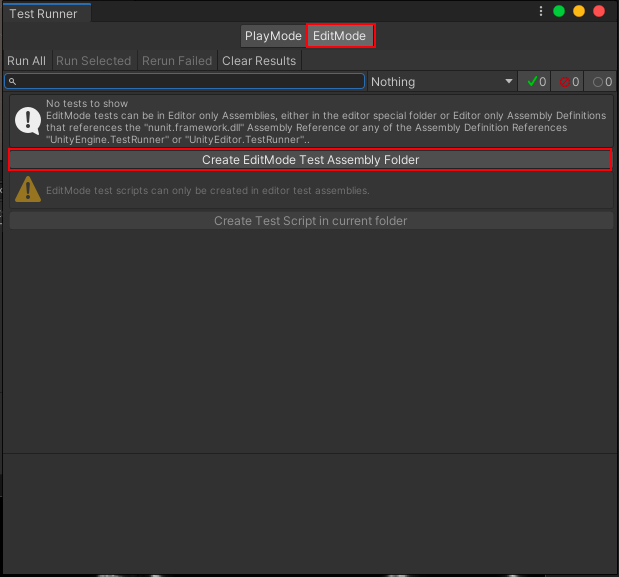 Test Runner
PlayMode EditMode
Run All Run Selected Rerun Failed Clear Results
Nothing 0 0 0
No tests to show
EditMode tests can be in Editor only Assemblies, either in the editor special folder or Editor only Assembly Definitions
that references the "nunit.framework.dll" Assembly Reference or any of the Assembly Definition References
"UnityEngine.TestRunner" or "UnityEditor.TestRunner"..
Create EditMode Test Assembly Folder
EditMode test scripts can only be created in editor test assemblies.
Create Test Script in current folder